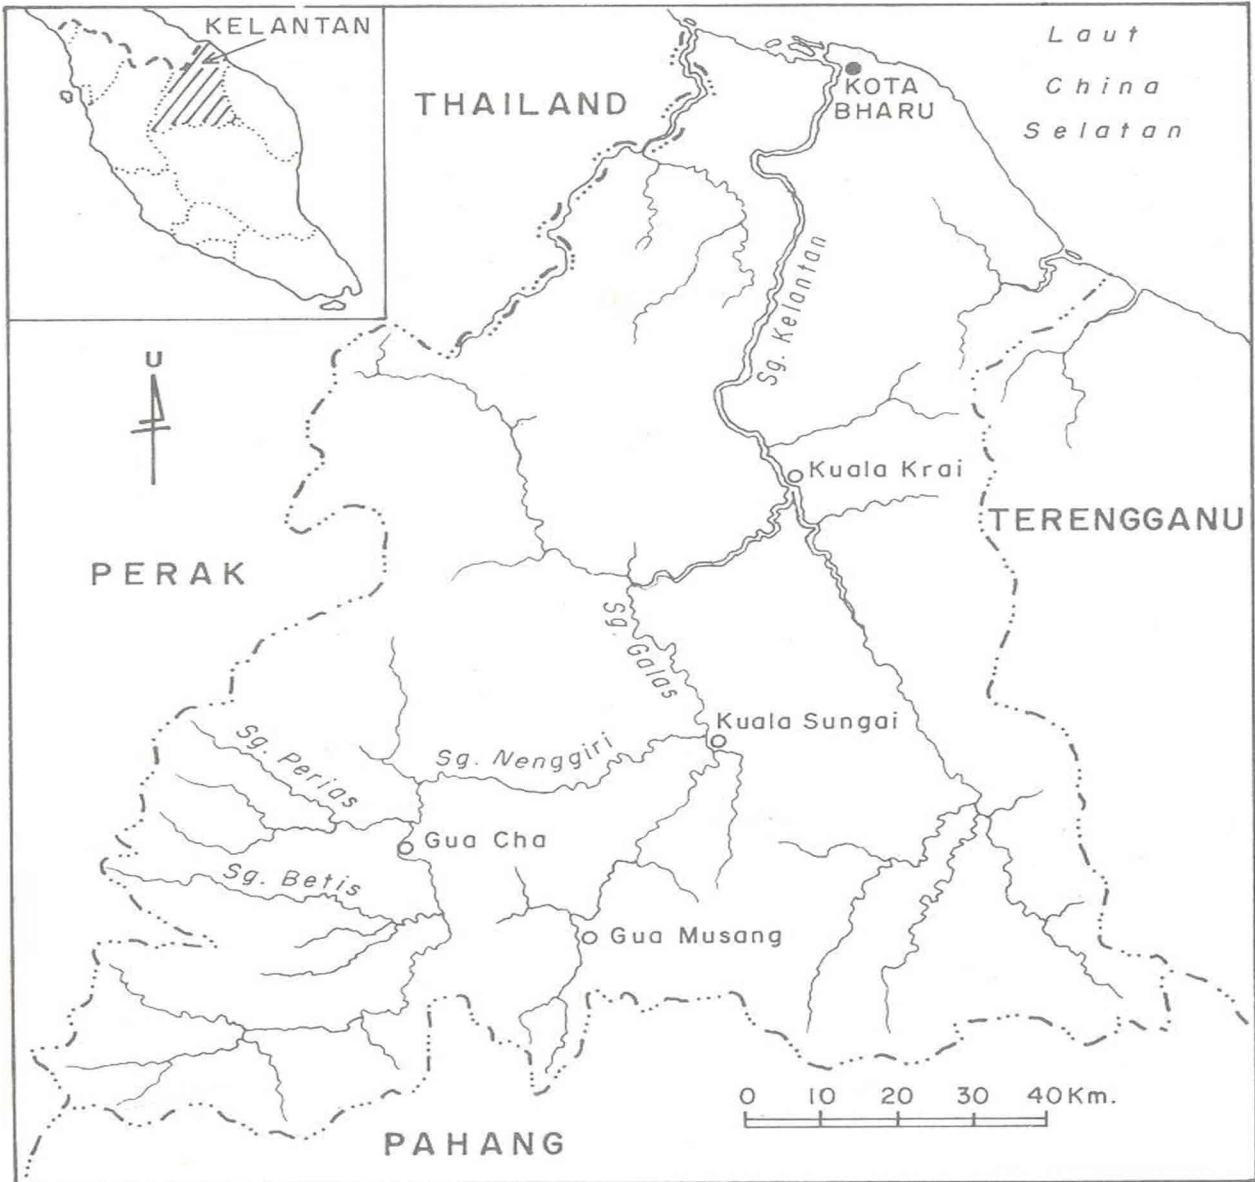 KELANTAN
THAILAND
KOTA
BHARU
Laut
China
Selatan
Sg. Kelantan
U
Kuala Krai
TERENGGANU
PERAK
Sg. Galas
Kuala Sungai
Sg. Nenggiri
Sg. Perias
Gua Cha
Sg. Betis
Gua Musang
0 10 20 30 40Km.
PAHANG